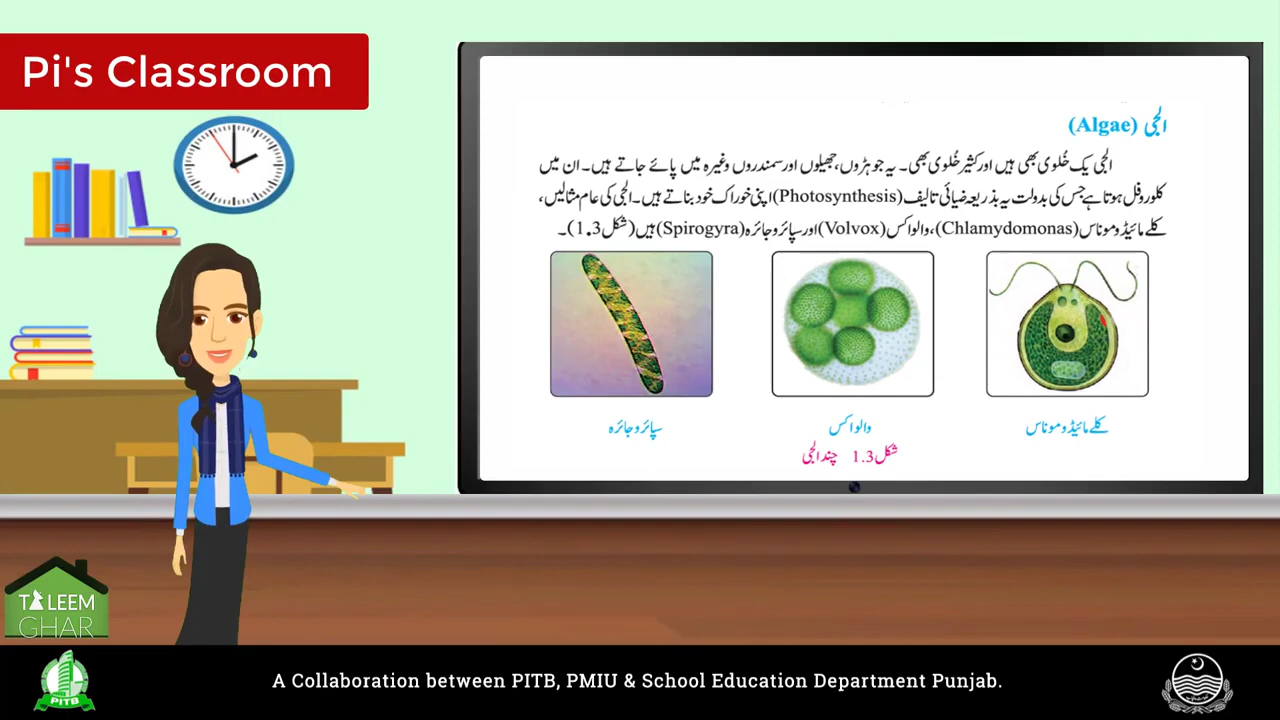 Pi's Classroom
الجی (Algae)
الجی یک خُلوی بھی ہیں اور کثیر خُلوی بھی۔ یہ جوہڑوں، جھیلوں اور سمندروں وغیرہ میں پائے جاتے ہیں۔ ان میں
کلوروفل ہوتا ہے جس کی بدولت یہ بذریعہ ضیائی تالیف (Photosynthesis) اپنی خوراک خود بناتے ہیں۔ الجی کی عام مثالیں،
کلے مائیڈوموناس (Chlamydomonas)، والواکس (Volvox) اور سپائروجائرہ (Spirogyra) ہیں (شکل 1.3)۔
کلے مائیڈوموناس
والواکس
سپائروجائرہ
شکل 1.3 چند الجی
TALEEM
GHAR
PITB
A Collaboration between PITB, PMIU & School Education Department Punjab.